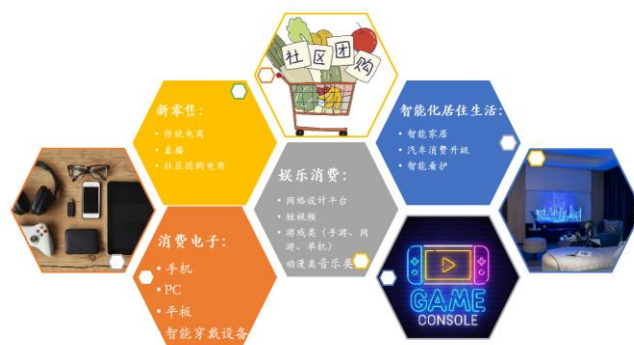 社区团购
新零售：
• 传统电商
• 直播
• 社区团购电商
智能化居住生活：
• 智能家居
• 汽车消费升级
• 智能看护
娱乐消费：
• 网络设计平台
• 短视频
• 游戏类（手游、网
游、单机）
动漫类音乐类
消费电子：
• 手机
• PC
• 平板
智能穿戴设备
GAME
CONSOLE